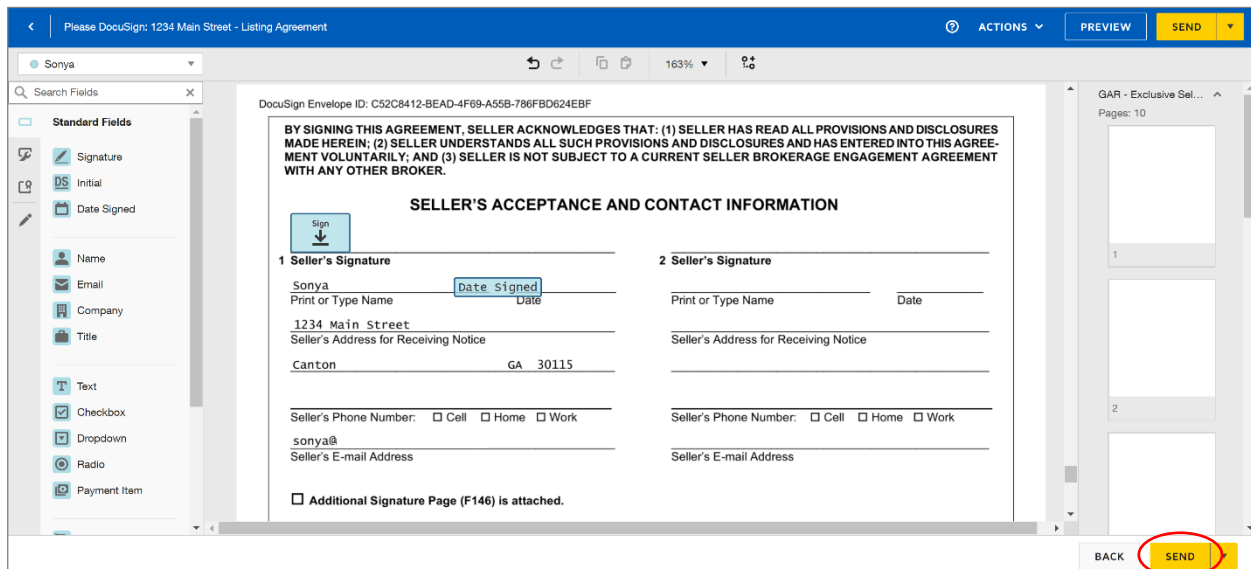 Please DocuSign: 1234 Main Street - Listing Agreement
ACTIONS
PREVIEW
SEND
Sonya
163%
Search Fields
Standard Fields
Signature
DS Initial
Date Signed
Name
Email
Company
Title
T Text
Checkbox
Dropdown
Radio
Payment Item
DocuSign Envelope ID: C52C8412-BEAD-4F69-A55B-786FBD624EBF
BY SIGNING THIS AGREEMENT, SELLER ACKNOWLEDGES THAT: (1) SELLER HAS READ ALL PROVISIONS AND DISCLOSURES
MADE HEREIN; (2) SELLER UNDERSTANDS ALL SUCH PROVISIONS AND DISCLOSURES AND HAS ENTERED INTO THIS AGREE-
MENT VOLUNTARILY; AND (3) SELLER IS NOT SUBJECT TO A CURRENT SELLER BROKERAGE ENGAGEMENT AGREEMENT
WITH ANY OTHER BROKER.
SELLER'S ACCEPTANCE AND CONTACT INFORMATION
Sign
1 Seller's Signature
Sonya
Date Signed
Print or Type Name Date
1234 Main Street
Seller's Address for Receiving Notice
Canton GA 30115
Seller's Phone Number: Cell Home Work
sonya@
Seller's E-mail Address
2 Seller's Signature
Print or Type Name Date
Seller's Address for Receiving Notice
Seller's Phone Number: Cell Home Work
Seller's E-mail Address
Additional Signature Page (F146) is attached.
GAR - Exclusive Sel...
Pages: 10
1
2
BACK
SEND